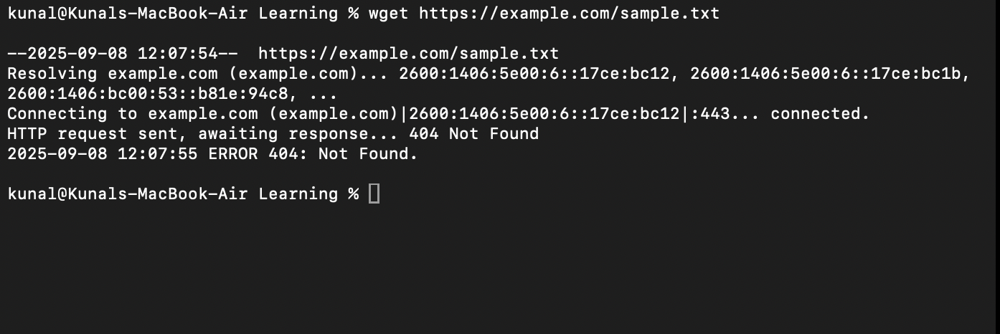 kunal@Kunals-MacBook-Air Learning % wget https://example.com/sample.txt
--2025-09-08 12:07:54--  https://example.com/sample.txt
Resolving example.com (example.com)... 2600:1406:5e00:6::17ce:bc12, 2600:1406:5e00:6::17ce:bc1b,
2600:1406:bc00:53::b81e:94c8, ...
Connecting to example.com (example.com)|2600:1406:5e00:6::17ce:bc12|:443... connected.
HTTP request sent, awaiting response... 404 Not Found
2025-09-08 12:07:55 ERROR 404: Not Found.
kunal@Kunals-MacBook-Air Learning %